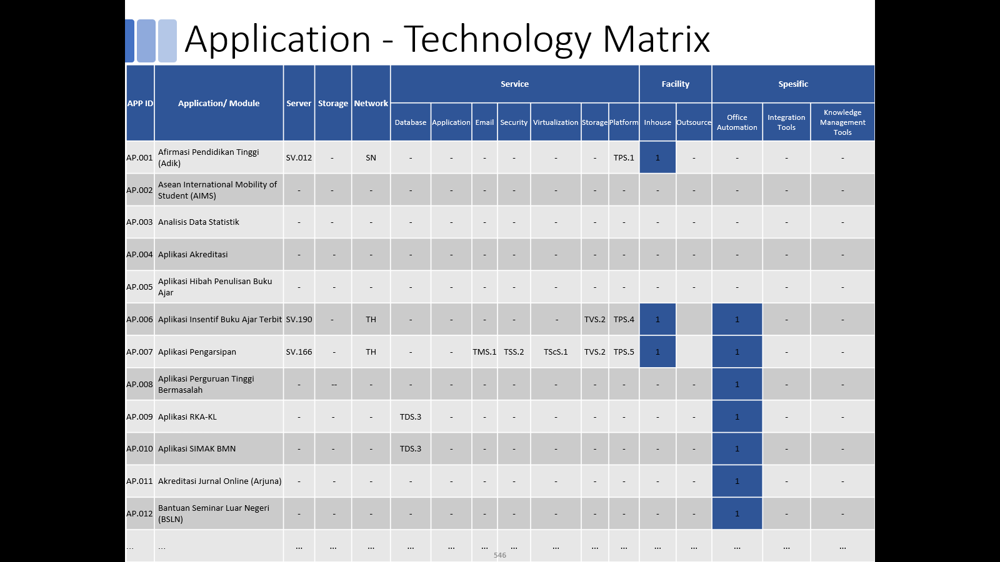 Application - Technology Matrix
APP ID Application/ Module Server Storage Network Service Facility Spesific
Database Application Email Security Virtualization Storage Platform Inhouse Outsource Office Automation Integration Tools Knowledge Management Tools
AP.001 Afirmasi Pendidikan Tinggi (Adik) SV.012 - SN - - - - - - TPS.1 1 - - - -
AP.002 Asean International Mobility of Student (AIMS) - - - - - - - - - - - - - - -
AP.003 Analisis Data Statistik - - - - - - - - - - - - - - -
AP.004 Aplikasi Akreditasi - - - - - - - - - - - - - - -
AP.005 Aplikasi Hibah Penulisan Buku Ajar - - - - - - - - - - - - - - -
AP.006 Aplikasi Insentif Buku Ajar Terbit SV.190 - TH - - - - - TVS.2 TPS.4 1 1 - -
AP.007 Aplikasi Pengarsipan SV.166 - TH - - TMS.1 TSS.2 TScS.1 TVS.2 TPS.5 1 1 - -
AP.008 Aplikasi Perguruan Tinggi Bermasalah - -- - - - - - - - - - - 1 - -
AP.009 Aplikasi RKA-KL - - - TDS.3 - - - - - - - - 1 - -
AP.010 Aplikasi SIMAK BMN - - - TDS.3 - - - - - - - - 1 - -
AP.011 Akreditasi Jurnal Online (Arjuna) - - - - - - - - - - - - 1 - -
AP.012 Bantuan Seminar Luar Negeri (BSLN) - - - - - - - - - - - - 1 - -
... ... ... ... ... ... ... ... ... ... ... ... ... ... ... ... ...
546